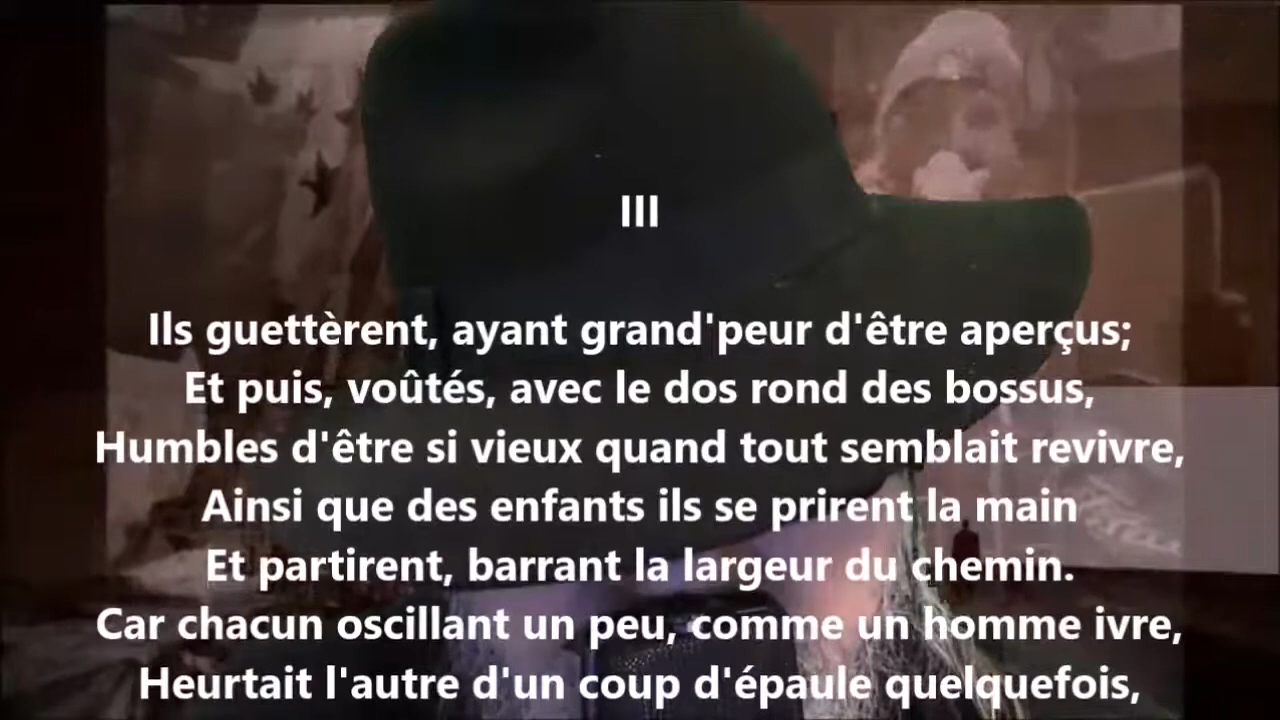 III
Ils guettèrent, ayant grand'peur d'être aperçus;
Et puis, voûtés, avec le dos rond des bossus,
Humbles d'être si vieux quand tout semblait revivre,
Ainsi que des enfants ils se prirent la main
Et partirent, barrant la largeur du chemin.
Car chacun oscillant un peu, comme un homme ivre,
Heurtait l'autre d'un coup d'épaule quelquefois,